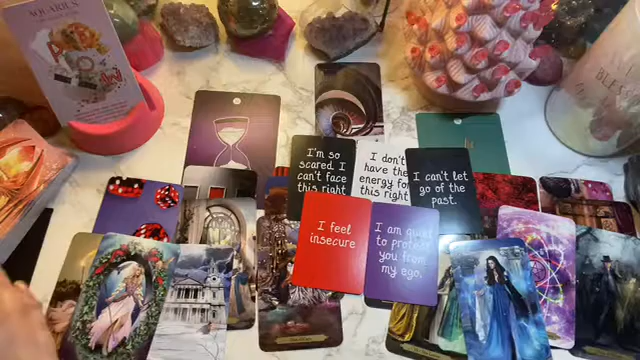 AQUARIUS
I'm so
scared I
can't face
this right
I don't
have the
energy for
this right
I can't let
go of the
past.
I feel
insecure
I am quiet
to protect
you from
my ego.
BLESS